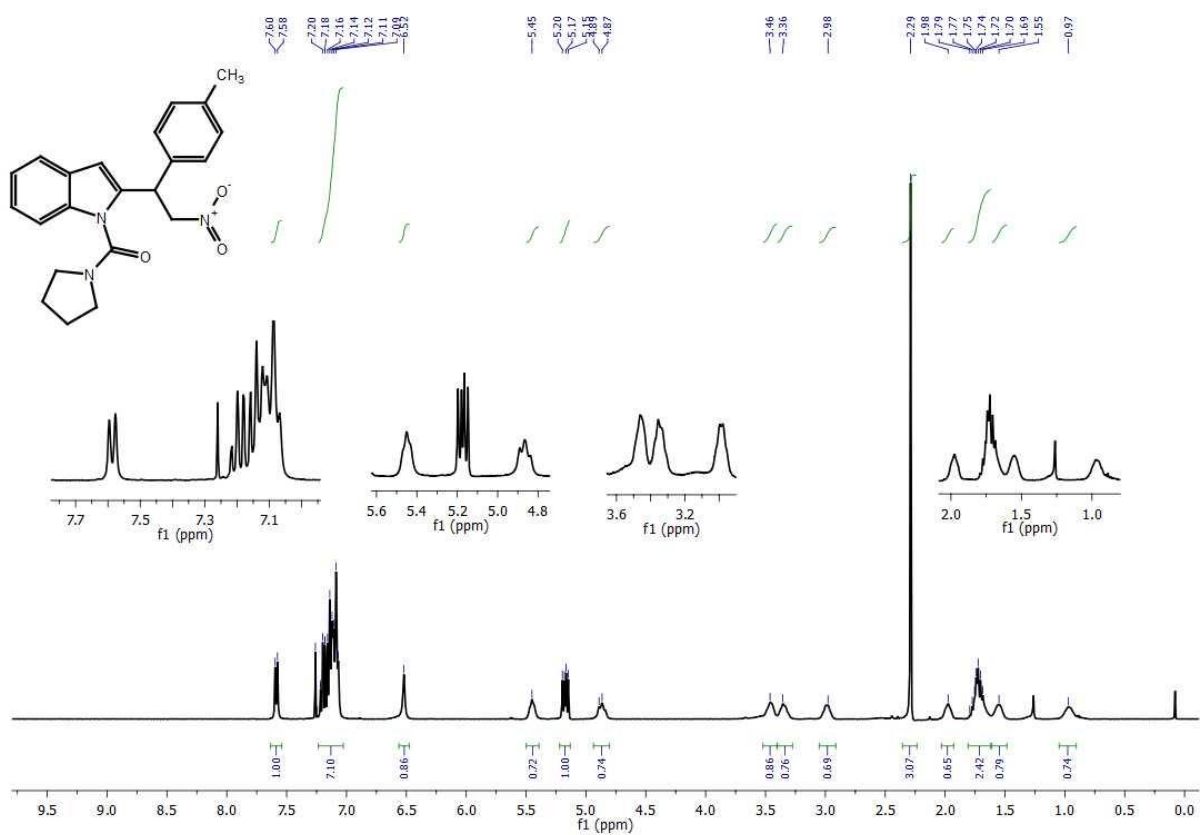 7.60 7.58 7.20 7.18 7.16 7.14 7.12 7.11 7.09 6.52 5.45 5.20 5.17 5.15 4.89 4.87 3.46 3.36 2.98 2.29 1.98 1.79 1.77 1.75 1.74 1.72 1.70 1.69 1.55 0.97
CH3
O-
N+
O
N
O
N
7.7 7.5 7.3 7.1
f1 (ppm)
5.6 5.4 5.2 5.0 4.8
f1 (ppm)
3.6 3.2
f1 (ppm)
2.0 1.5 1.0
f1 (ppm)
1.00 7.10 0.86 0.72 1.00 0.74 0.86 0.76 0.69 3.07 0.65 2.42 0.79 0.74
9.5 9.0 8.5 8.0 7.5 7.0 6.5 6.0 5.5 5.0 4.5 4.0 3.5 3.0 2.5 2.0 1.5 1.0 0.5 0.0
f1 (ppm)